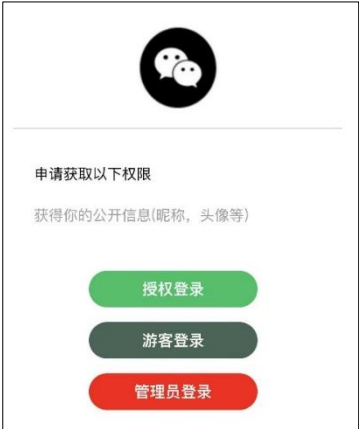 申请获取以下权限
获得你的公开信息(昵称，头像等)
授权登录
游客登录
管理员登录